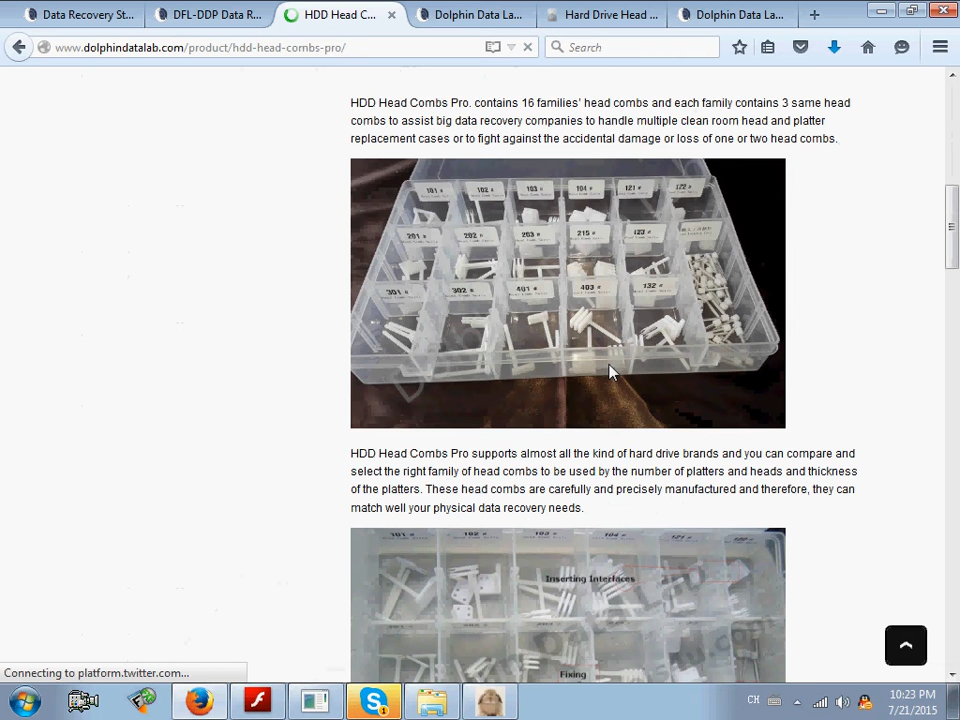 Data Recovery St...
DFL-DDP Data R...
HDD Head C...
Dolphin Data La...
Hard Drive Head ...
Dolphin Data La...
www.dolphindatalab.com/product/hdd-head-combs-pro/
Search
HDD Head Combs Pro. contains 16 families' head combs and each family contains 3 same head
combs to assist big data recovery companies to handle multiple clean room head and platter
replacement cases or to fight against the accidental damage or loss of one or two head combs.
101 #
102 #
103 #
104 #
121 #
122 #
201 #
202 #
203 #
215 #
123 #
301 #
302 #
401 #
403 #
132 #
HDD Head Combs Pro supports almost all the kind of hard drive brands and you can compare and
select the right family of head combs to be used by the number of platters and heads and thickness
of the platters. These head combs are carefully and precisely manufactured and therefore, they can
match well your physical data recovery needs.
101 #
102 #
103 #
104 #
121 #
Inserting Interfaces
Fixing
Connecting to platform.twitter.com...
CH
10:23 PM
7/21/2015